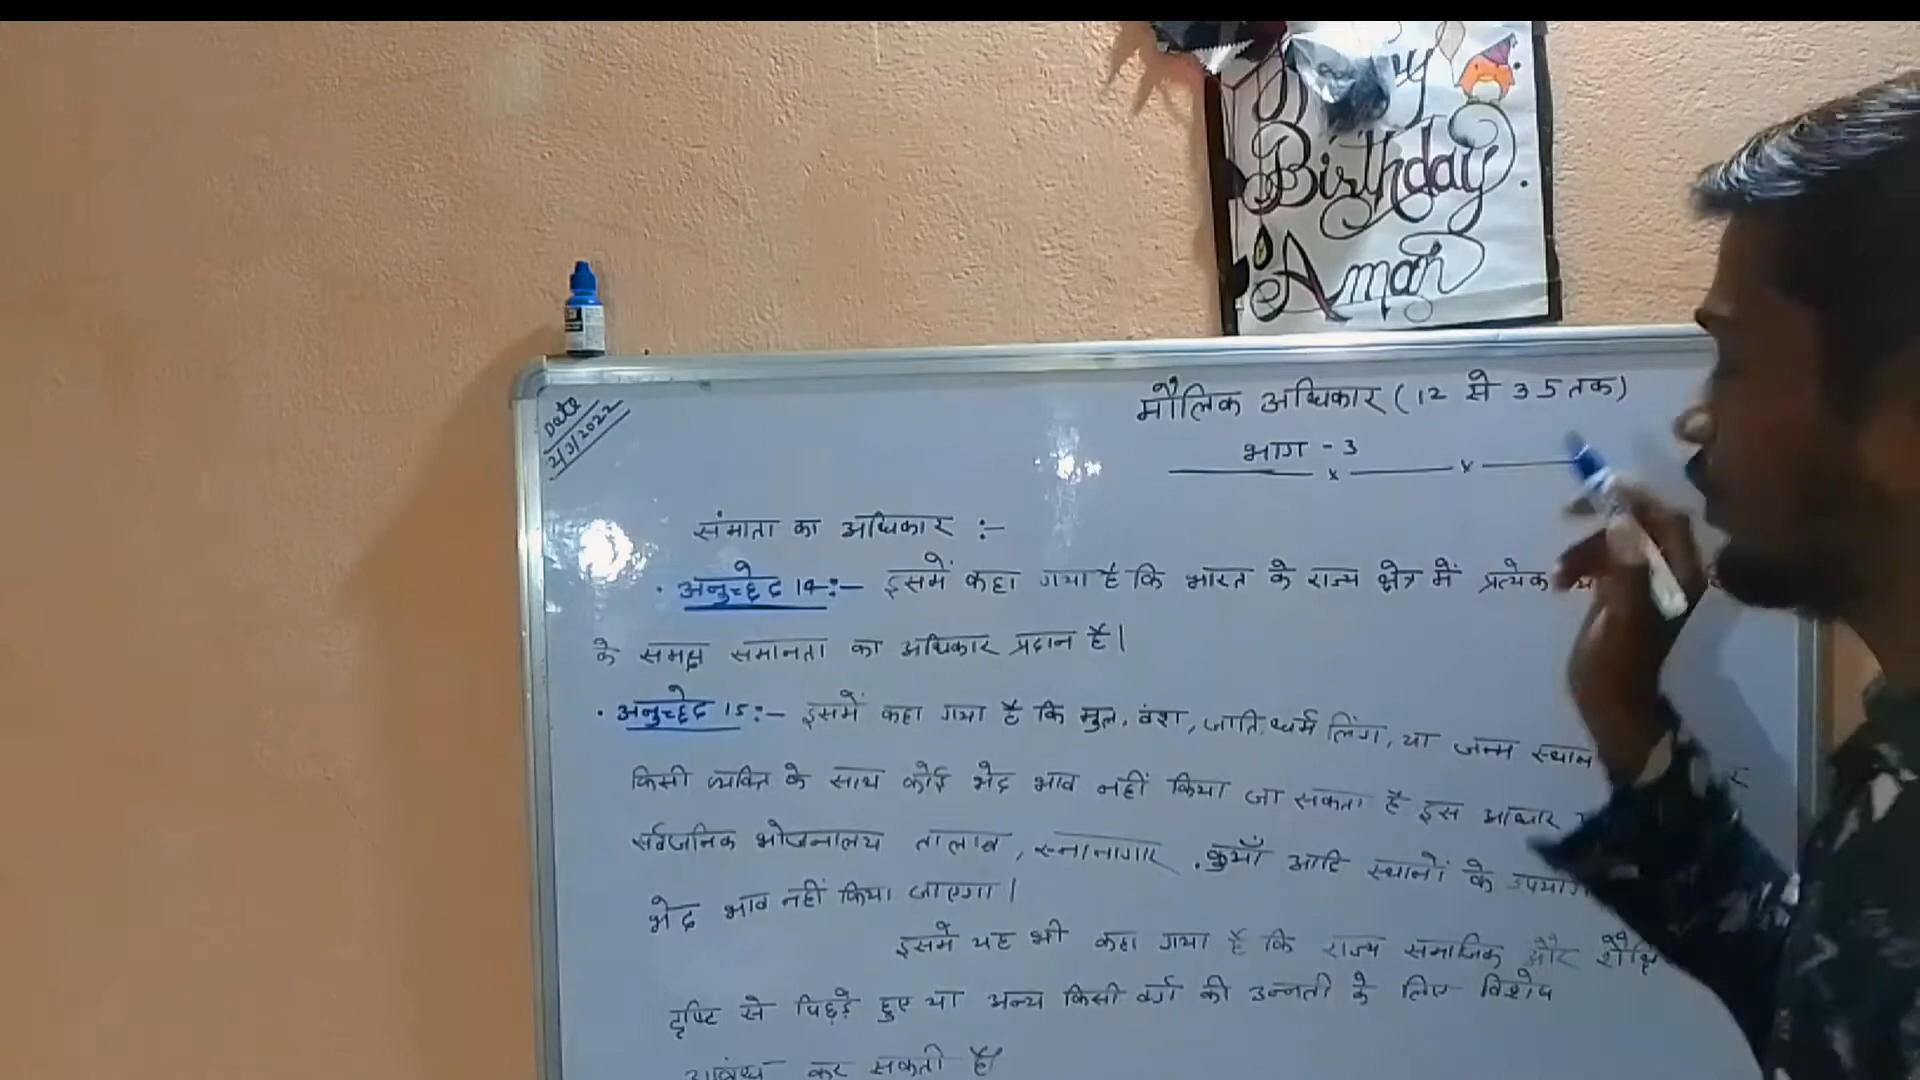 Happy
Birthday
Aman
Date
2/3/2022
मौलिक अधिकार (12 से 35 तक)
भाग - 3
संमाता का अधिकार :-
• अनुच्छेद 14:- इसमें कहा गया है कि भारत के राज्य क्षेत्र में प्रत्येक
के समक्ष समानता का अधिकार प्रदान है।
• अनुच्छेद 15:- इसमें कहा गया है कि मुल, वंश, जाति, धर्म लिंग, या जन्म स्थान
किसी व्यक्ति के साथ कोई भेद भाव नहीं किया जा सकता है इस आधार
सर्वजनिक भोजनालय तालाब, स्नानागार, कुआँ आदि स्थानों के उपयोग
भेद भाव नहीं किया जाएगा।
इसमें यह भी कहा गया है कि राज्य समाजिक और
दृष्टि से पिछड़े हुए या अन्य किसी वर्ग की उन्नती के लिए विशेष
कर सकती है